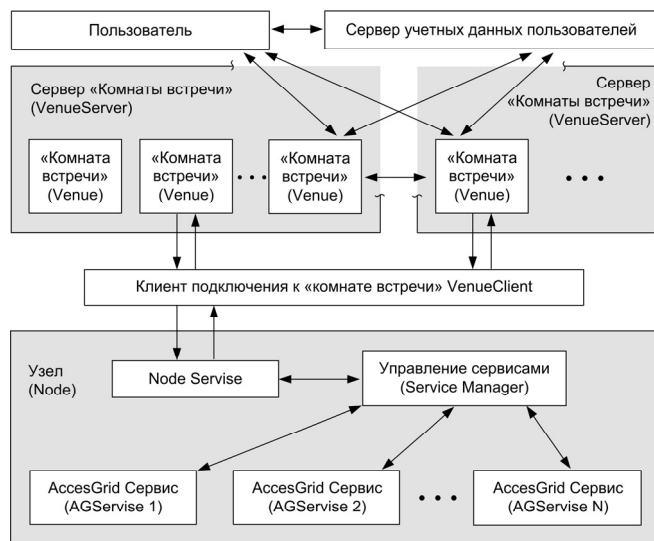 Пользователь
Сервер учетных данных пользователей
Сервер «Комнаты встречи»
(VenueServer)
Сервер
«Комнаты встречи»
(VenueServer)
«Комната
встречи»
(Venue)
«Комната
встречи»
(Venue)
• • •
«Комната
встречи»
(Venue)
«Комната
встречи»
(Venue)
• • •
Клиент подключения к «комнате встречи» VenueClient
Узел
(Node)
Node Servise
Управление сервисами
(Service Manager)
AccesGrid Сервис
(AGServise 1)
AccesGrid Сервис
(AGServise 2)
• • •
AccesGrid Сервис
(AGServise N)